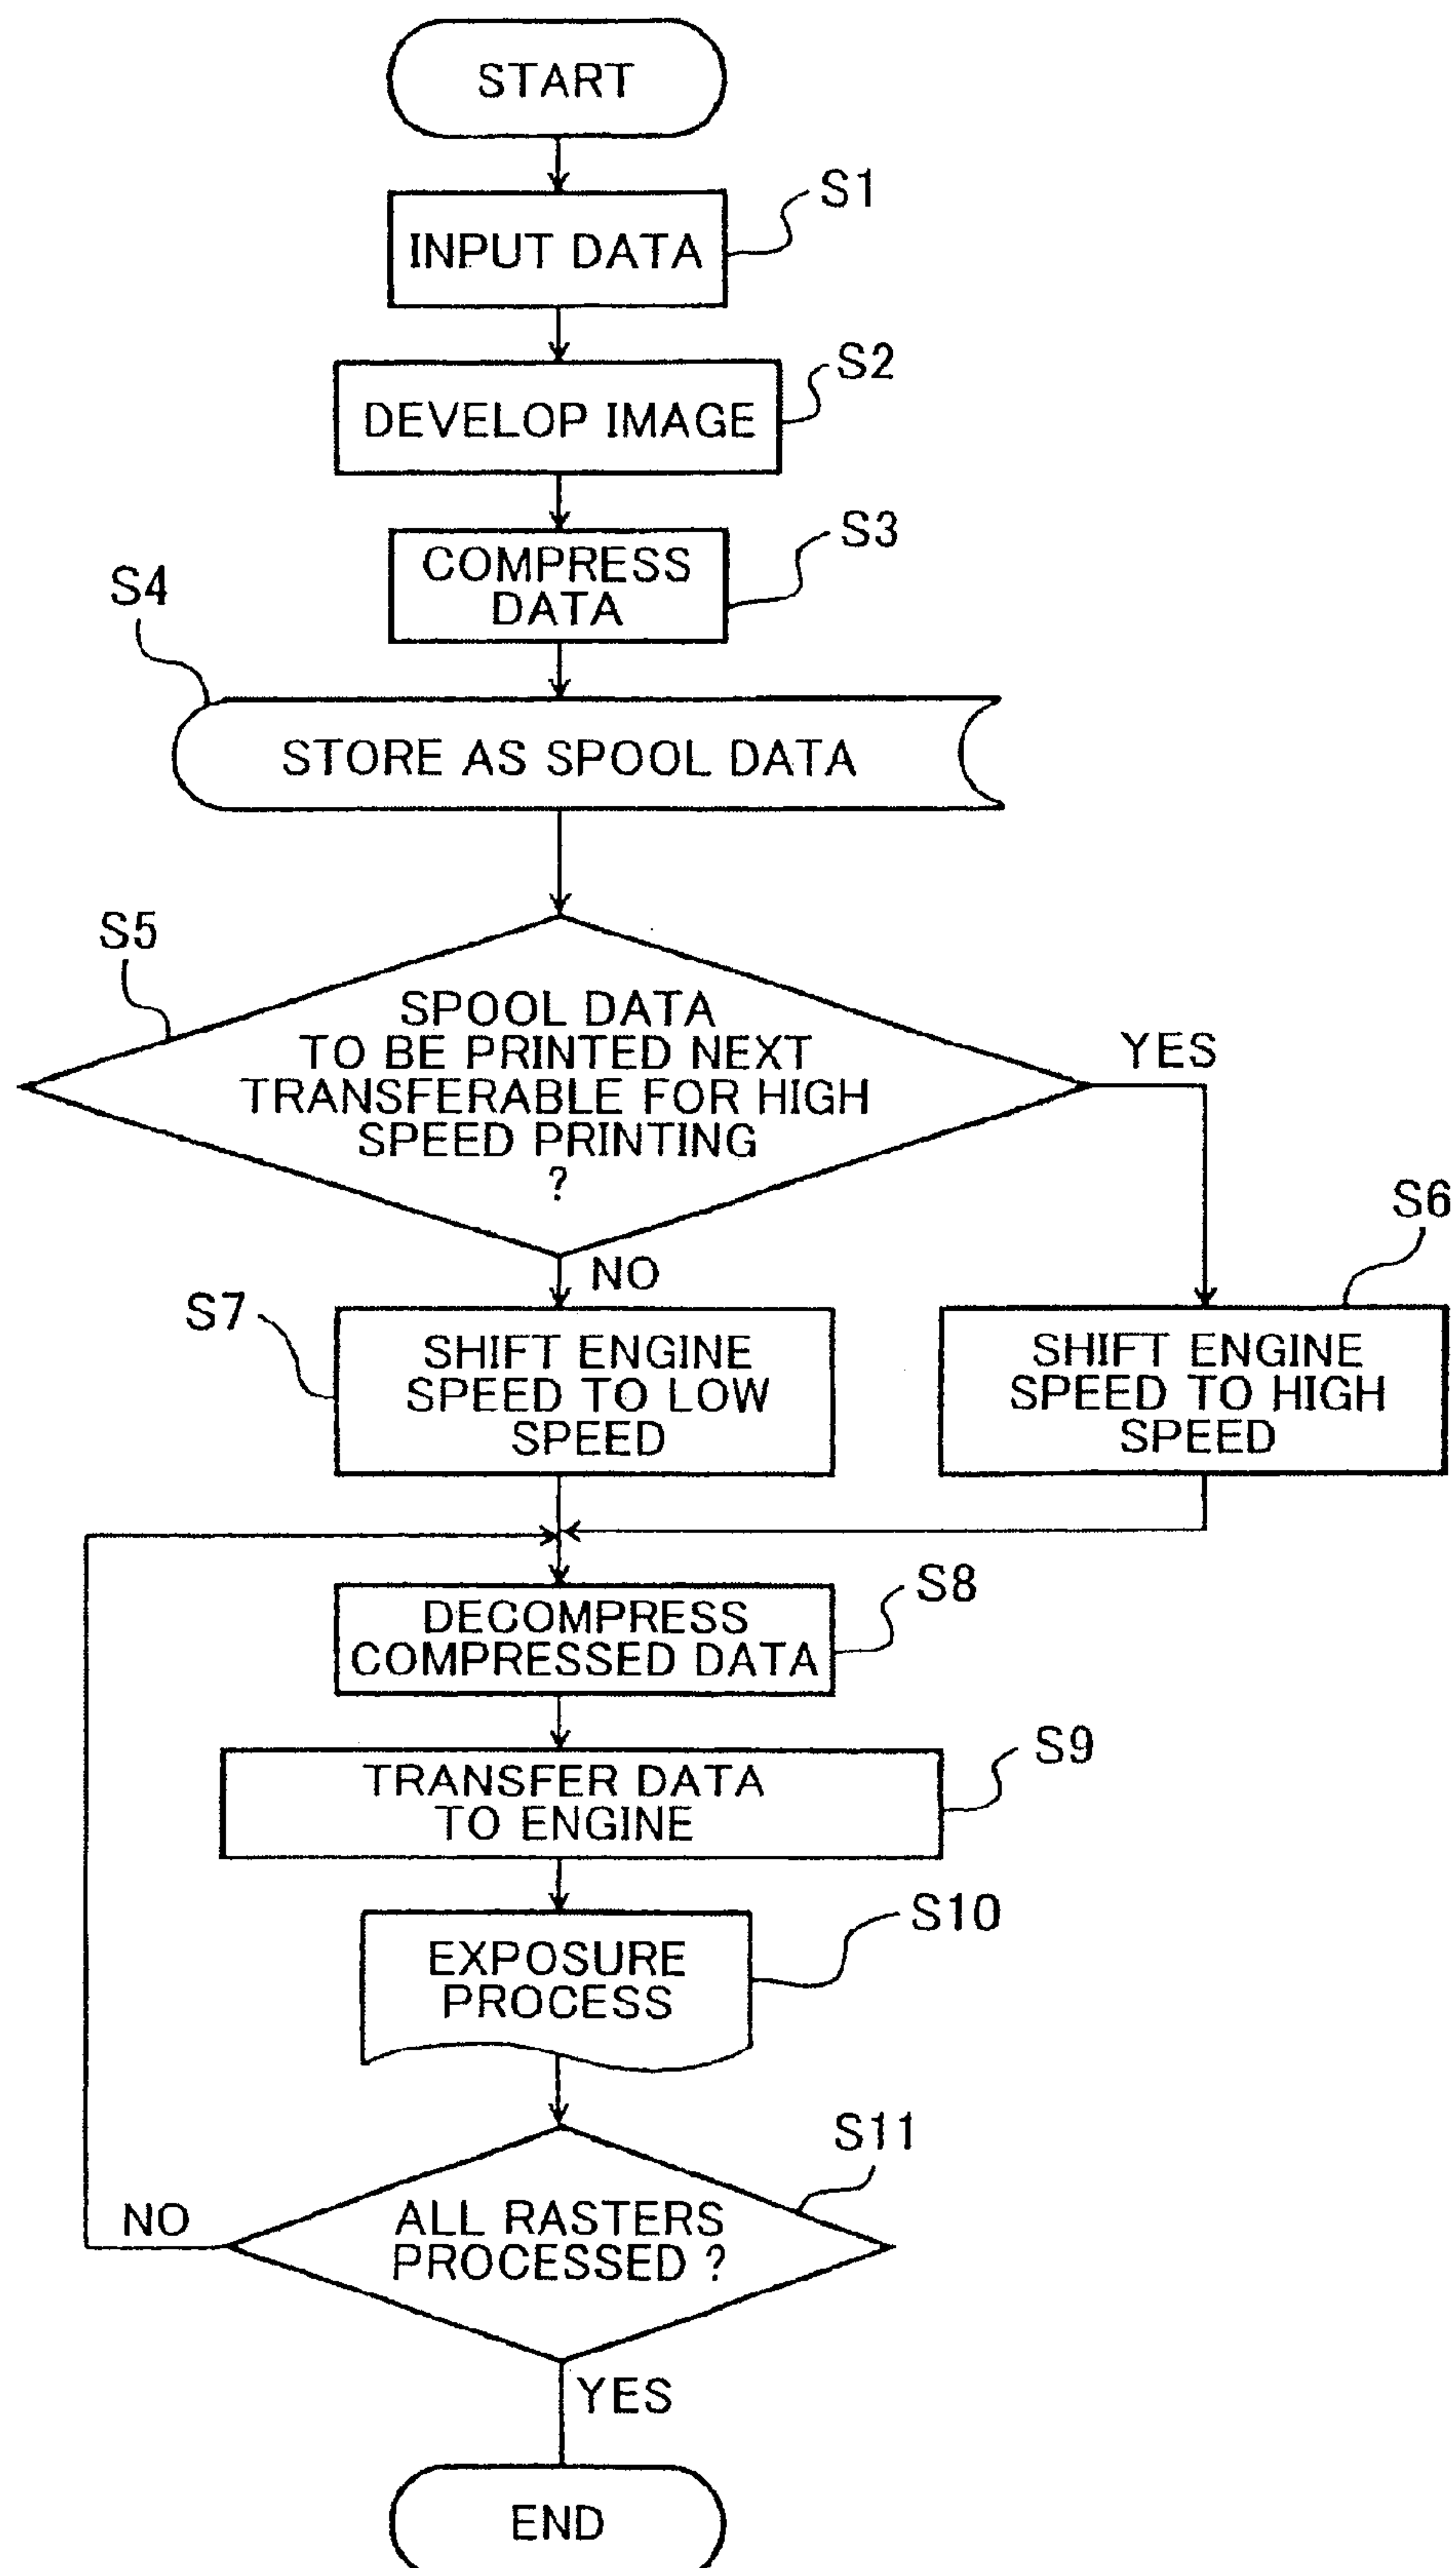 START
S1
INPUT DATA
S2
DEVELOP IMAGE
S3
COMPRESS
DATA
S4
STORE AS SPOOL DATA
S5
SPOOL DATA
TO BE PRINTED NEXT
TRANSFERABLE FOR HIGH
SPEED PRINTING
?
YES
NO
S6
SHIFT ENGINE
SPEED TO HIGH
SPEED
S7
SHIFT ENGINE
SPEED TO LOW
SPEED
S8
DECOMPRESS
COMPRESSED DATA
S9
TRANSFER DATA
TO ENGINE
S10
EXPOSURE
PROCESS
S11
ALL RASTERS
PROCESSED ?
NO
YES
END